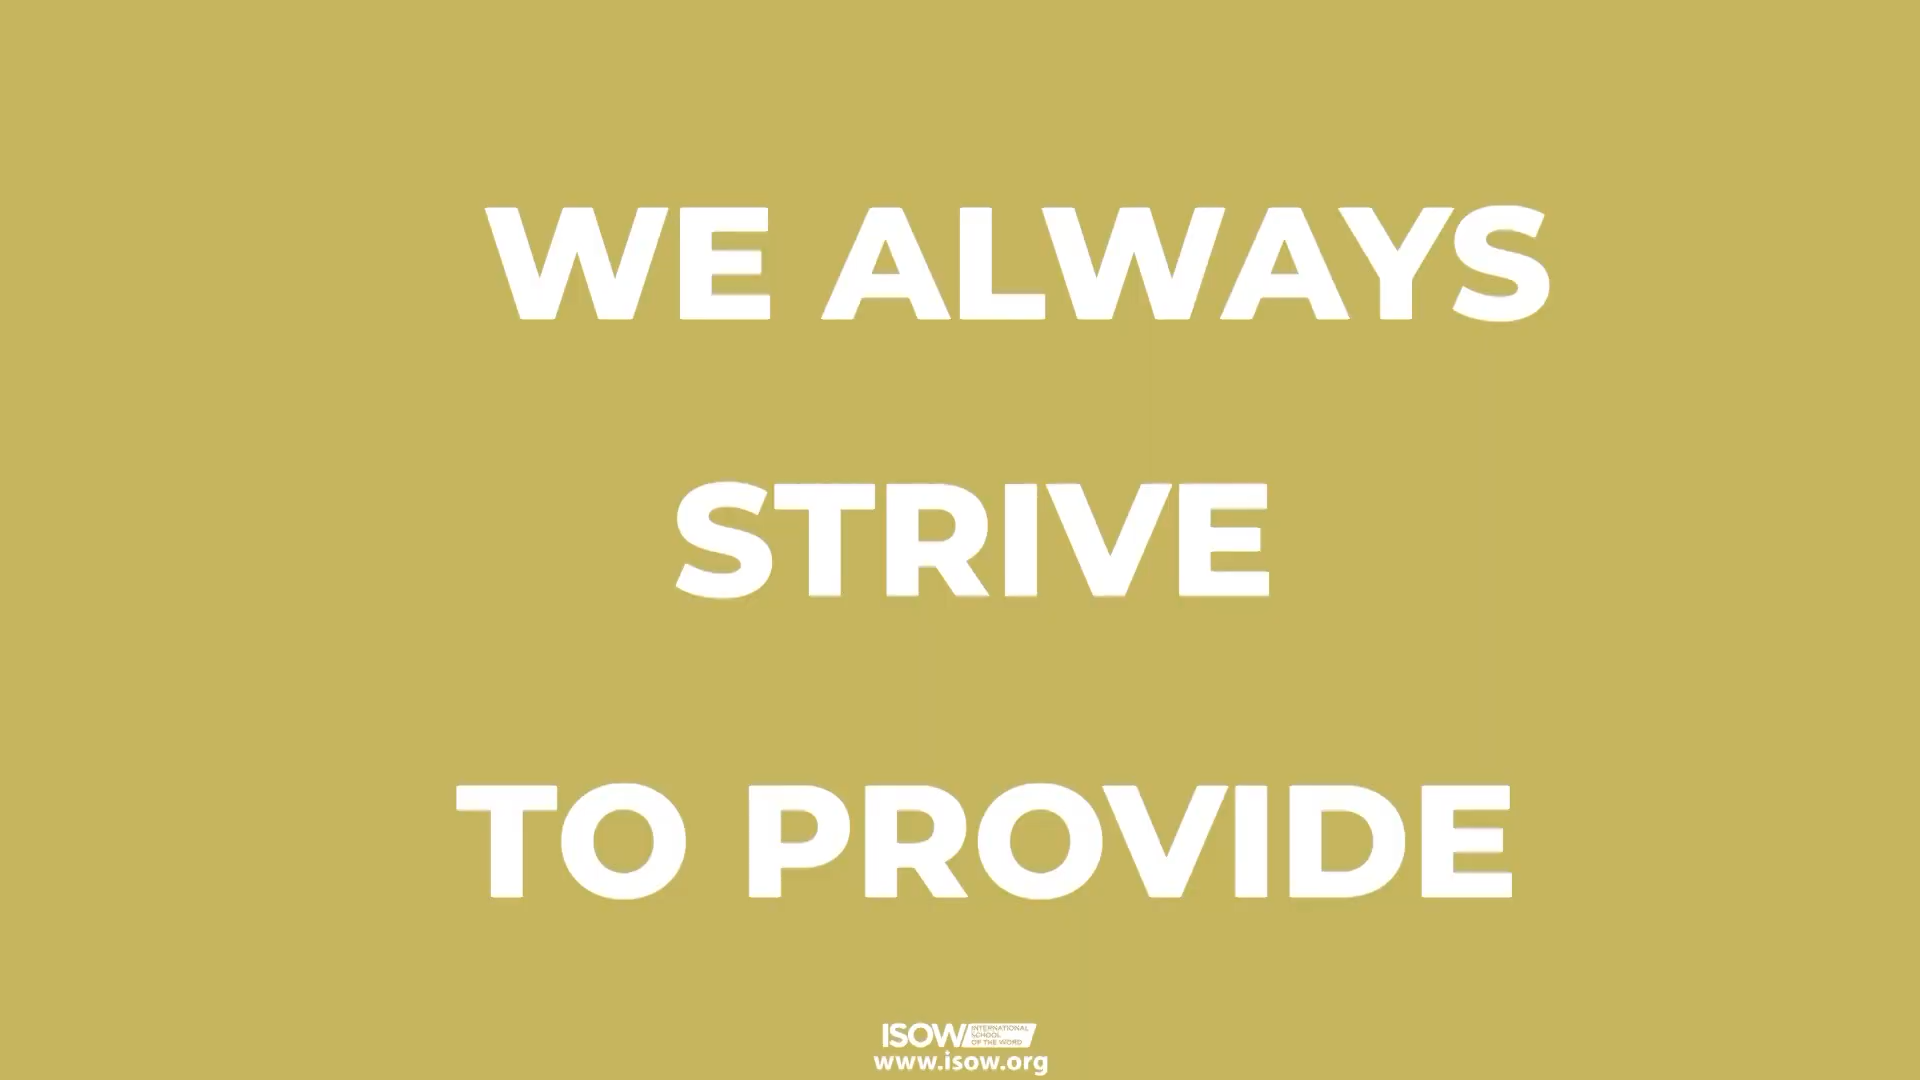 WE ALWAYS
STRIVE
TO PROVIDE
ISOW INTERNATIONAL
SCHOOL
OF THE WORD
www.isow.org